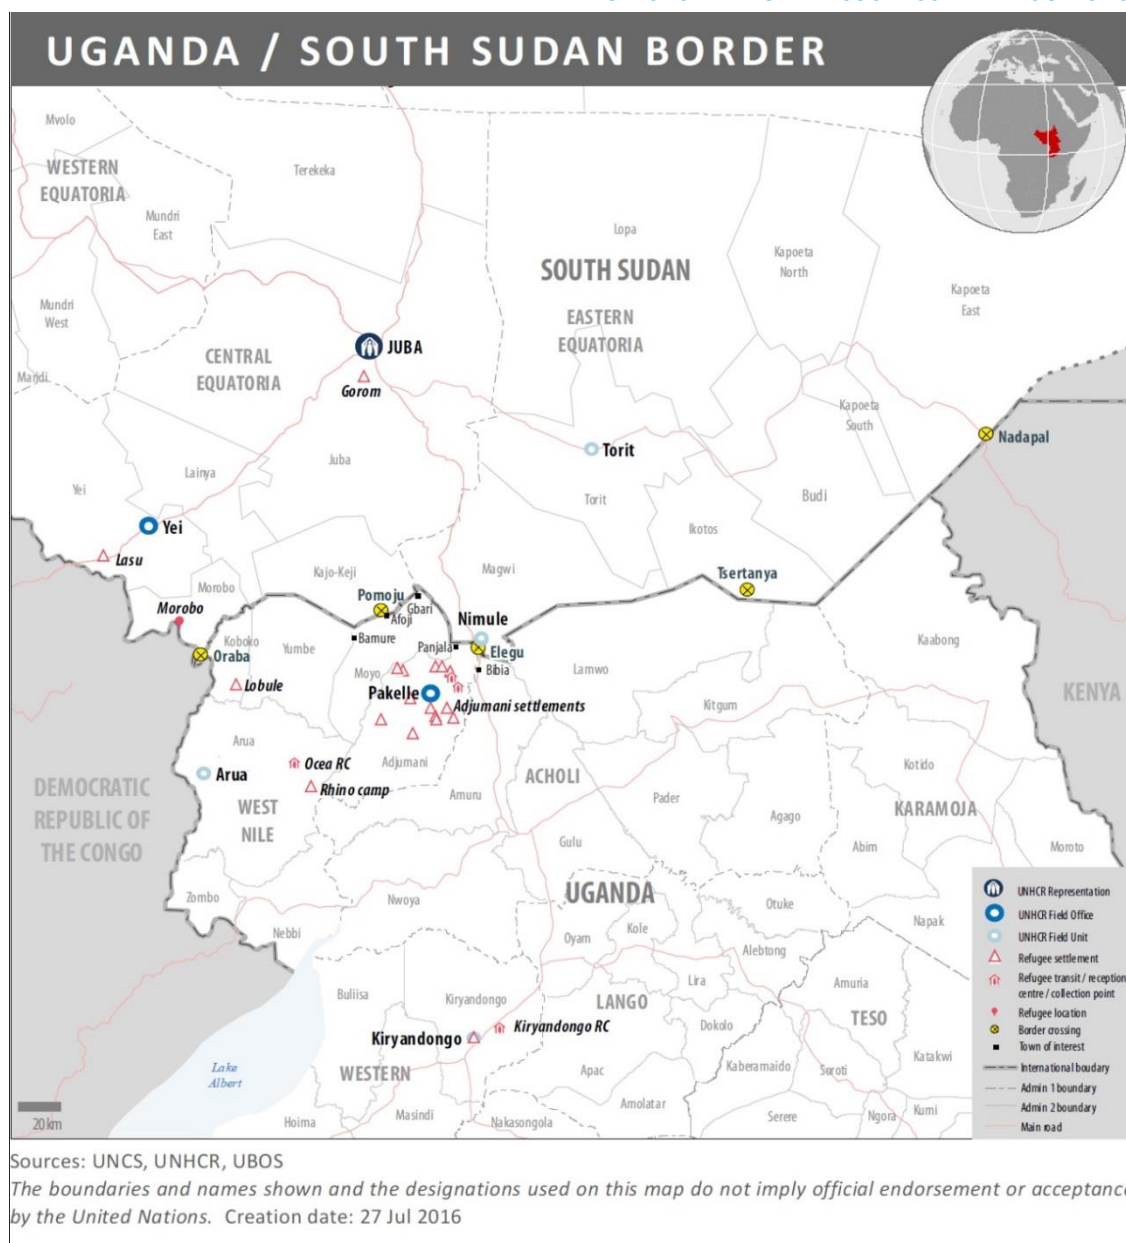 UGANDA / SOUTH SUDAN BORDER
Mvolo
WESTERN
EQUATORIA
Terekeka
Mundri
East
Lopa
Kapoeta
North
SOUTH SUDAN
Kapoeta
East
Mundri
West
EASTERN
EQUATORIA
JUBA
CENTRAL
EQUATORIA
Maridi
Gorom
Kapoeta
South
Nadapal
Torit
Juba
Lainya
Yei
Torit
Budi
Yei
Ikotos
Lasu
Kajo-Keji
Magwi
Tsertanya
Morobo
Pomoju
Gbari
Morobo
Afoji
Nimule
Koboko
Yumbe
Bamure
Panjala
Elegu
Kaabong
Oraba
Moyo
Bibia
Lamwo
Lobule
Pakelle
KENYA
Adjumani settlements
Kitgum
Arua
Ocea RC
Adjumani
Kotido
Arua
ACHOLI
DEMOCRATIC
REPUBLIC OF
THE CONGO
Rhino camp
Amuru
Pader
KARAMOJA
WEST
NILE
Agago
Gulu
Abim
Moroto
UGANDA
Zombo
Nwoya
Otuke
Napak
Nebbi
Kole
Oyam
Alebtong
Lira
Amuria
Buliisa
Kiryandongo
LANGO
TESO
Kiryandongo
Kiryandongo RC
Dokolo
Katakwi
Lake
Albert
WESTERN
Apac
Kaberamaido
Soroti
Amolatar
20 km
Hoima
Masindi
Nakasongola
Serere
Ngora
Kumi
UNHCR Representation
UNHCR Field Office
UNHCR Field Unit
Refugee settlement
Refugee transit / reception
centre / collection point
Refugee location
Border crossing
Town of interest
International boudary
Admin 1 boundary
Admin 2 boundary
Main road
Sources: UNCS, UNHCR, UBOS
The boundaries and names shown and the designations used on this map do not imply official endorsement or acceptance
by the United Nations. Creation date: 27 Jul 2016